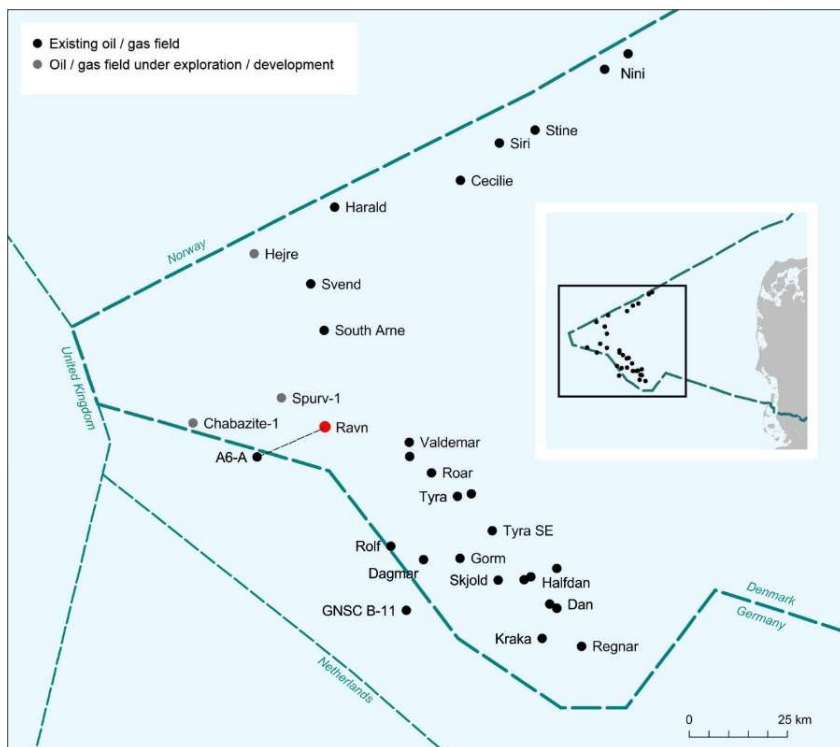 Existing oil / gas field
Oil / gas field under exploration / development
Nini
Stine
Siri
Cecilie
Harald
Norway
Hejre
Svend
South Arne
United Kingdom
Spurv-1
Chabazite-1
Ravn
Valdemar
A6-A
Roar
Tyra
Tyra SE
Rolf
Gorm
Dagmar
Skjold
Halfdan
Dan
GNSC B-11
Denmark
Germany
Kraka
Regnar
Netherlands
0 25 km